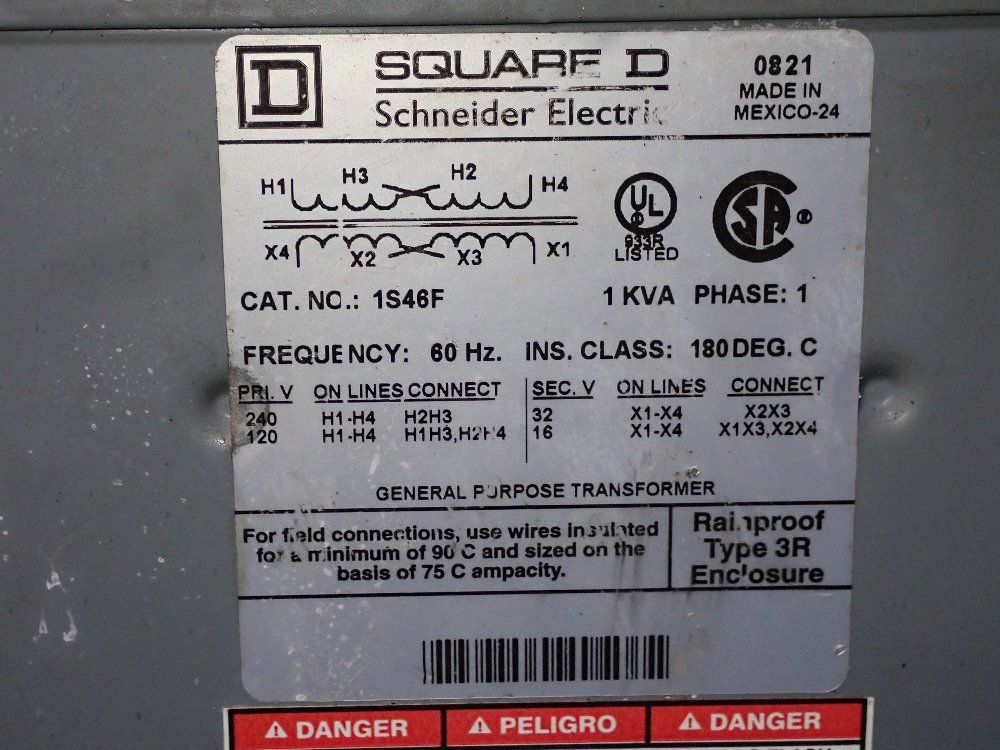 D SQUARE D
Schneider Electric
0821
MADE IN
MEXICO-24
H1 H3 H2 H4
X4 X2 X3 X1
UL
933R
LISTED
SA ®
CAT. NO.: 1S46F 1 KVA PHASE: 1
FREQUENCY: 60 Hz. INS. CLASS: 180 DEG. C
PRI. V ON LINES CONNECT SEC. V ON LINES CONNECT
240 H1-H4 H2H3 32 X1-X4 X2X3
120 H1-H4 H1H3,H2H4 16 X1-X4 X1X3,X2X4
GENERAL PURPOSE TRANSFORMER
For field connections, use wires insulated
for a minimum of 90 C and sized on the
basis of 75 C ampacity.
Rainproof
Type 3R
Enclosure
DANGER PELIGRO DANGER